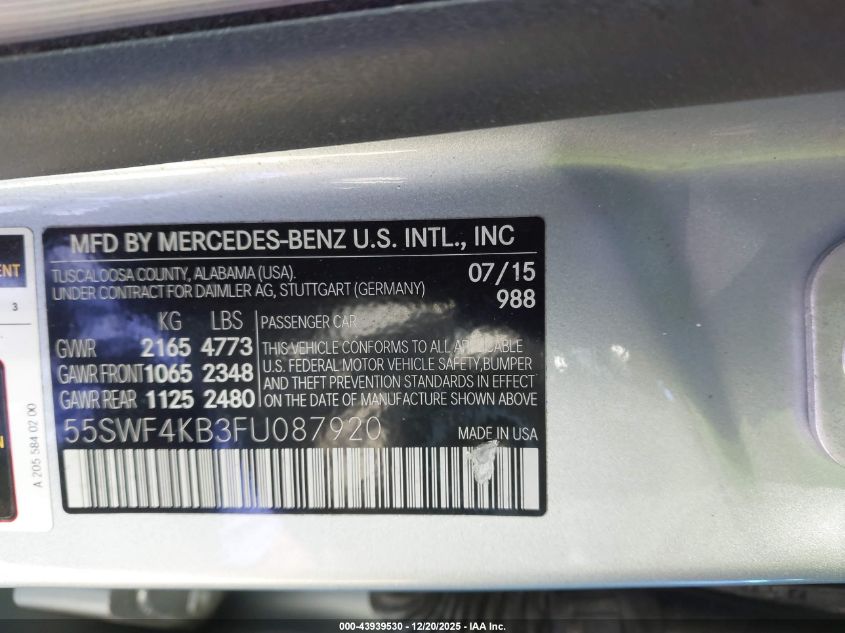 MFD BY MERCEDES-BENZ U.S. INTL., INC
TUSCALOOSA COUNTY, ALABAMA (USA). 07/15
UNDER CONTRACT FOR DAIMLER AG, STUTTGART (GERMANY) 988
KG LBS PASSENGER CAR
GWR 2165 4773 THIS VEHICLE CONFORMS TO ALL APPLICABLE
U.S. FEDERAL MOTOR VEHICLE SAFETY,BUMPER
GAWR FRONT 1065 2348 AND THEFT PREVENTION STANDARDS IN EFFECT
GAWR REAR 1125 2480 ON THE DATE OF MANUFACTURE SHOWN ABOVE
55SWF4KB3FU087920 MADE IN USA
3
A 205 584 02 00
000-43939530 - 12/20/2025 - IAA Inc.